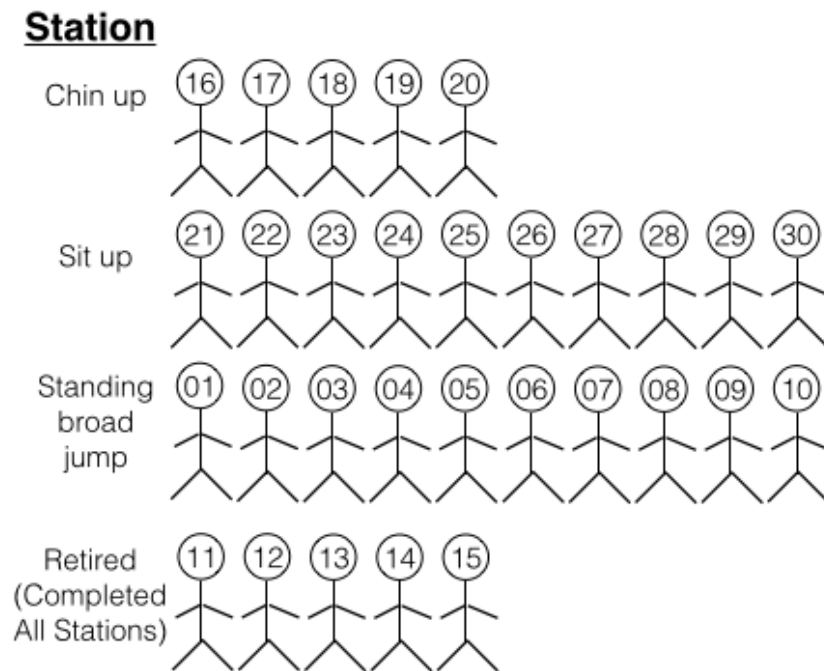 Station
Chin up
16 17 18 19 20
Sit up
21 22 23 24 25 26 27 28 29 30
Standing
broad
jump
01 02 03 04 05 06 07 08 09 10
Retired
(Completed
All Stations)
11 12 13 14 15